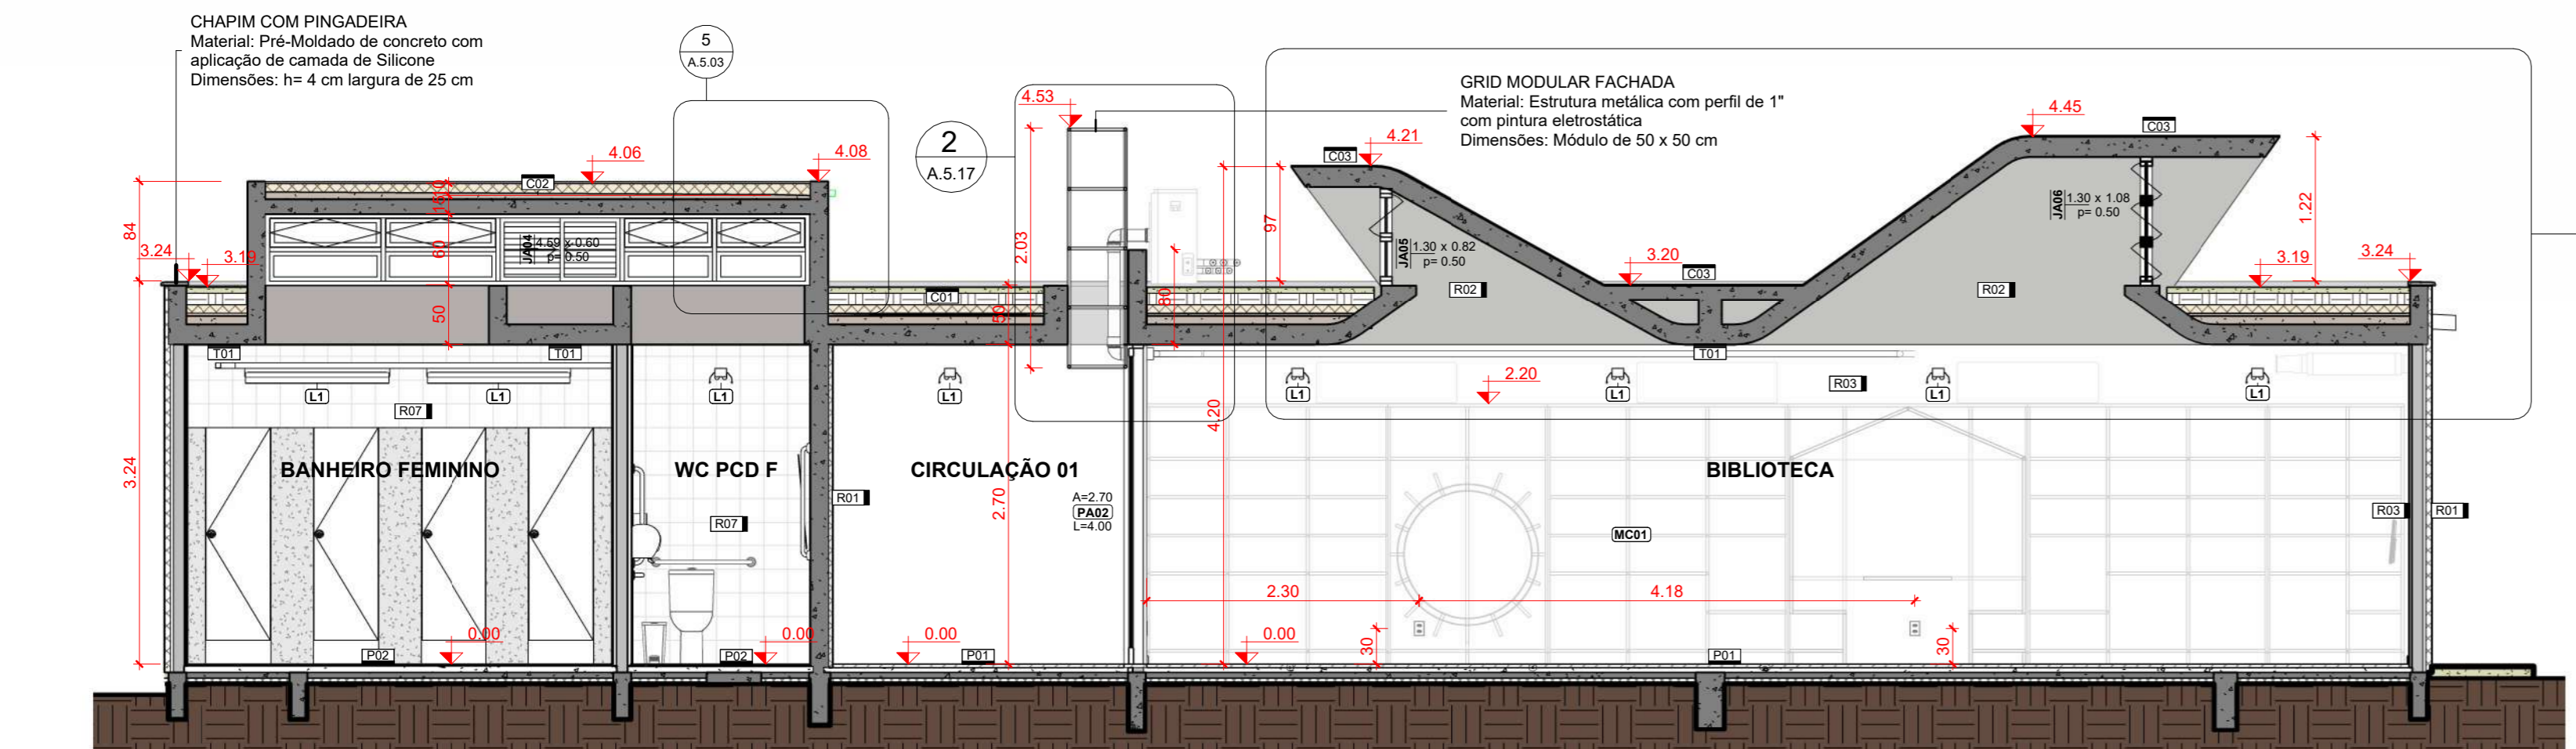 CHAPIM COM PINGADEIRA
Material: Pré-Moldado de concreto com
aplicação de camada de Silicone
Dimensões: h= 4 cm largura de 25 cm
5
A.5.03
2
A.5.17
GRID MODULAR FACHADA
Material: Estrutura metálica com perfil de 1"
com pintura eletrostática
Dimensões: Módulo de 50 x 50 cm
4.53
4.45
C03
4.21
C03
4.06
4.08
C02
10
15
84
3.24
3.19
JA04
4.59 x 0.60
p= 0.50
60
2.03
97
JA05
1.30 x 0.82
p= 0.50
JA06
1.30 x 1.08
p= 0.50
1.22
3.20
C03
3.19
3.24
R02
R02
C01
50
50
80
T01
T01
T01
L1
L1
L1
L1
L1
L1
L1
L1
R07
2.20
R03
4.20
3.24
BANHEIRO FEMININO
WC PCD F
CIRCULAÇÃO 01
BIBLIOTECA
R01
2.70
A=2.70
PA02
L=4.00
R07
MC01
R03
R01
2.30
4.18
0.00
0.00
0.00
0.00
30
30
P02
P02
P01
P01